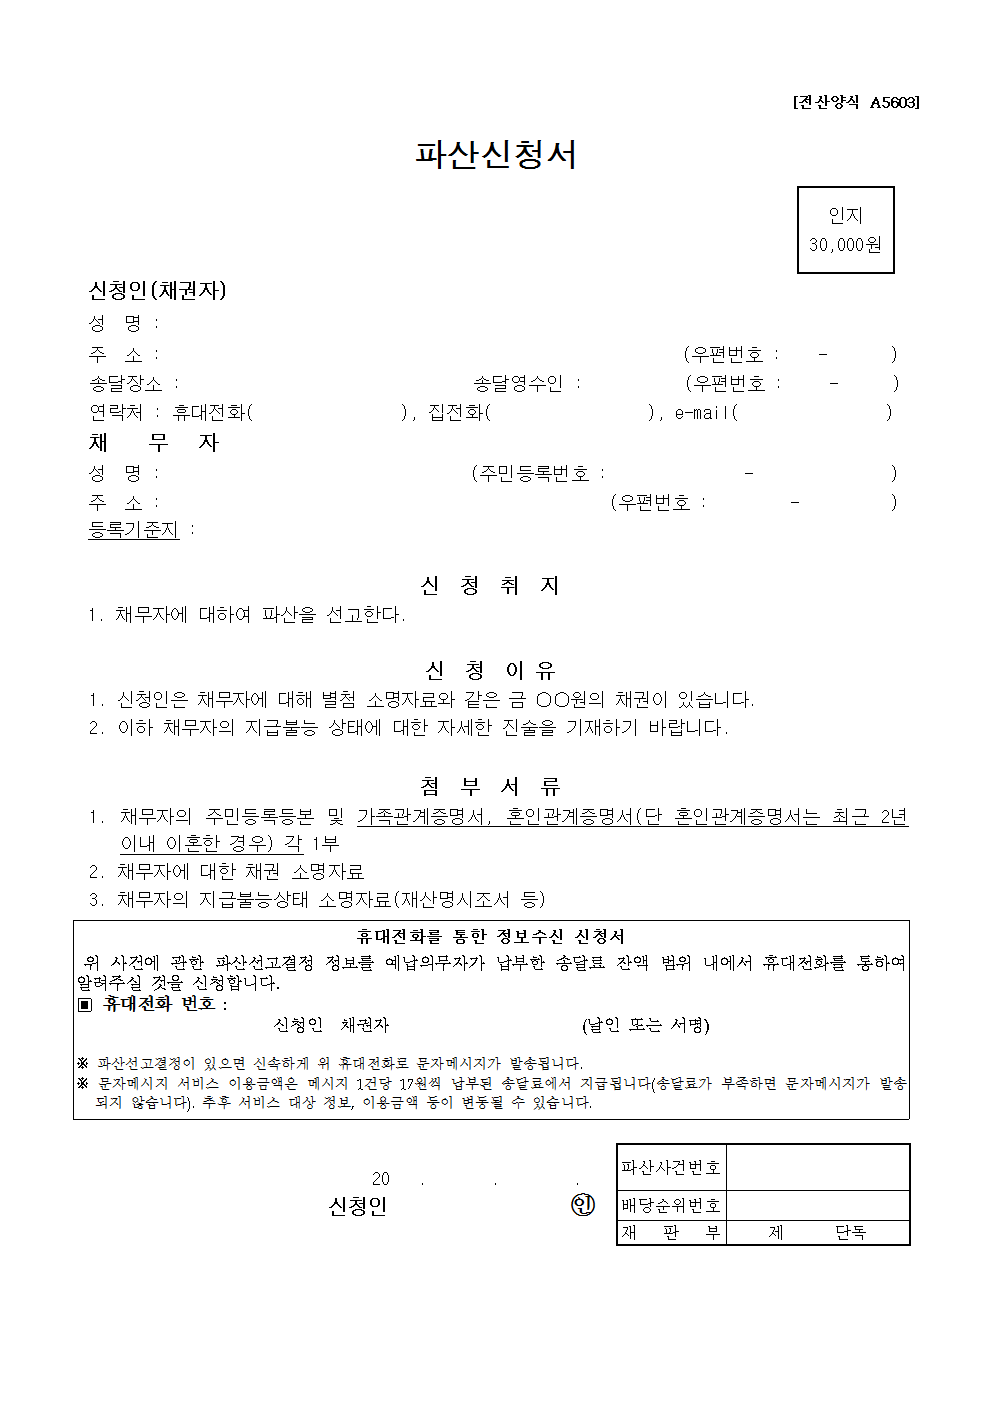 [전산양식 A5603]
파산신청서
인지
30,000원
신청인(채권자)
성 명 :
주 소 : (우편번호 : - )
송달장소 : 송달영수인 : (우편번호 : - )
연락처 : 휴대전화( ), 집전화( ), e-mail( )
채 무 자
성 명 : (주민등록번호 : - )
주 소 : (우편번호 : - )
등록기준지 :
신 청 취 지
1. 채무자에 대하여 파산을 선고한다.
신 청 이 유
1. 신청인은 채무자에 대해 별첨 소명자료와 같은 금 ○○원의 채권이 있습니다.
2. 이하 채무자의 지급불능 상태에 대한 자세한 진술을 기재하기 바랍니다.
첨 부 서 류
1. 채무자의 주민등록등본 및 가족관계증명서, 혼인관계증명서(단 혼인관계증명서는 최근 2년
이내 이혼한 경우) 각 1부
2. 채무자에 대한 채권 소명자료
3. 채무자의 지급불능상태 소명자료(재산명시조서 등)
휴대전화를 통한 정보수신 신청서
위 사건에 관한 파산선고결정 정보를 예납의무자가 납부한 송달료 잔액 범위 내에서 휴대전화를 통하여
알려주실 것을 신청합니다.
▣ 휴대전화 번호 :
신청인 채권자 (날인 또는 서명)
※ 파산선고결정이 있으면 신속하게 위 휴대전화로 문자메시지가 발송됩니다.
※ 문자메시지 서비스 이용금액은 메시지 1건당 17원씩 납부된 송달료에서 지급됩니다(송달료가 부족하면 문자메시지가 발송
되지 않습니다). 추후 서비스 대상 정보, 이용금액 등이 변동될 수 있습니다.
20 . . .
신청인 ㊞
파산사건번호
배당순위번호
재 판 부 제 단독